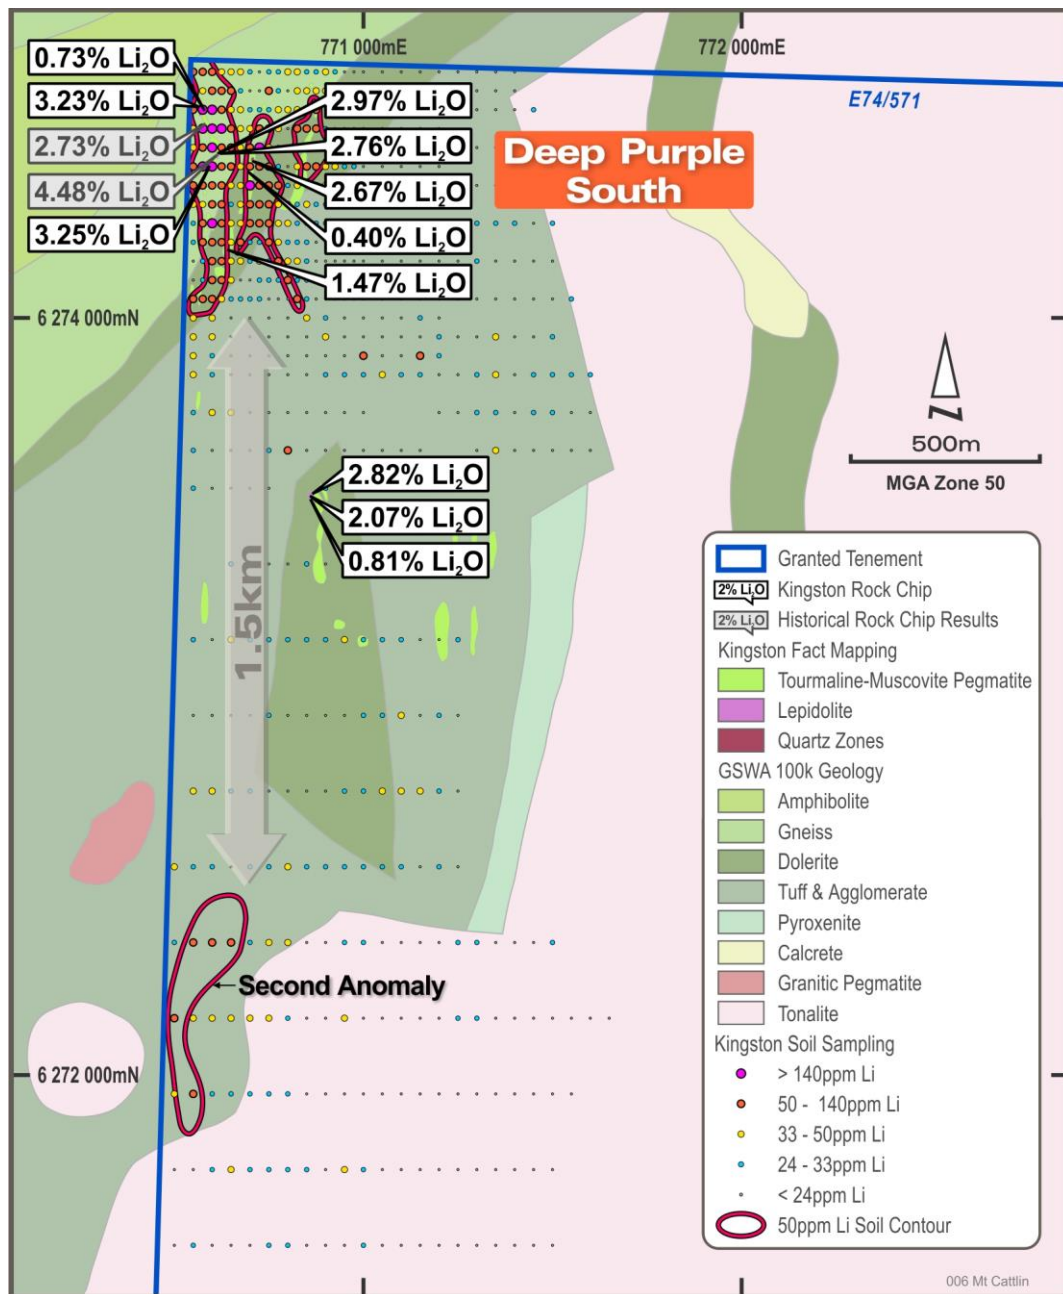 771 000mE
772 000mE
E74/571
0.73% Li₂O
3.23% Li₂O
2.73% Li₂O
4.48% Li₂O
3.25% Li₂O
2.97% Li₂O
2.76% Li₂O
2.67% Li₂O
0.40% Li₂O
1.47% Li₂O
Deep Purple
South
6 274 000mN
N
500m
MGA Zone 50
2.82% Li₂O
2.07% Li₂O
0.81% Li₂O
1.5km
Second Anomaly
6 272 000mN
Granted Tenement
2% Li₂O Kingston Rock Chip
2% Li₂O Historical Rock Chip Results
Kingston Fact Mapping
Tourmaline-Muscovite Pegmatite
Lepidolite
Quartz Zones
GSWA 100k Geology
Amphibolite
Gneiss
Dolerite
Tuff & Agglomerate
Pyroxenite
Calcrete
Granitic Pegmatite
Tonalite
Kingston Soil Sampling
> 140ppm Li
50 - 140ppm Li
33 - 50ppm Li
24 - 33ppm Li
< 24ppm Li
50ppm Li Soil Contour
006 Mt Cattlin